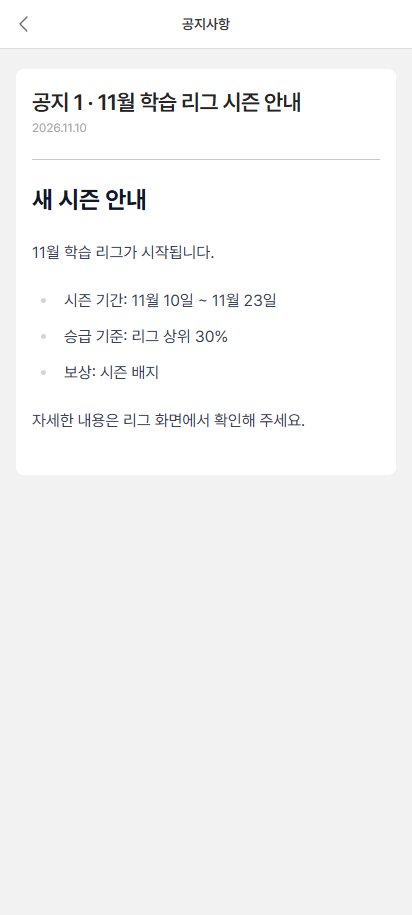 공지사항
공지 1 · 11월 학습 리그 시즌 안내
2026.11.10
새 시즌 안내
11월 학습 리그가 시작됩니다.
시즌 기간: 11월 10일 ~ 11월 23일
승급 기준: 리그 상위 30%
보상: 시즌 배지
자세한 내용은 리그 화면에서 확인해 주세요.